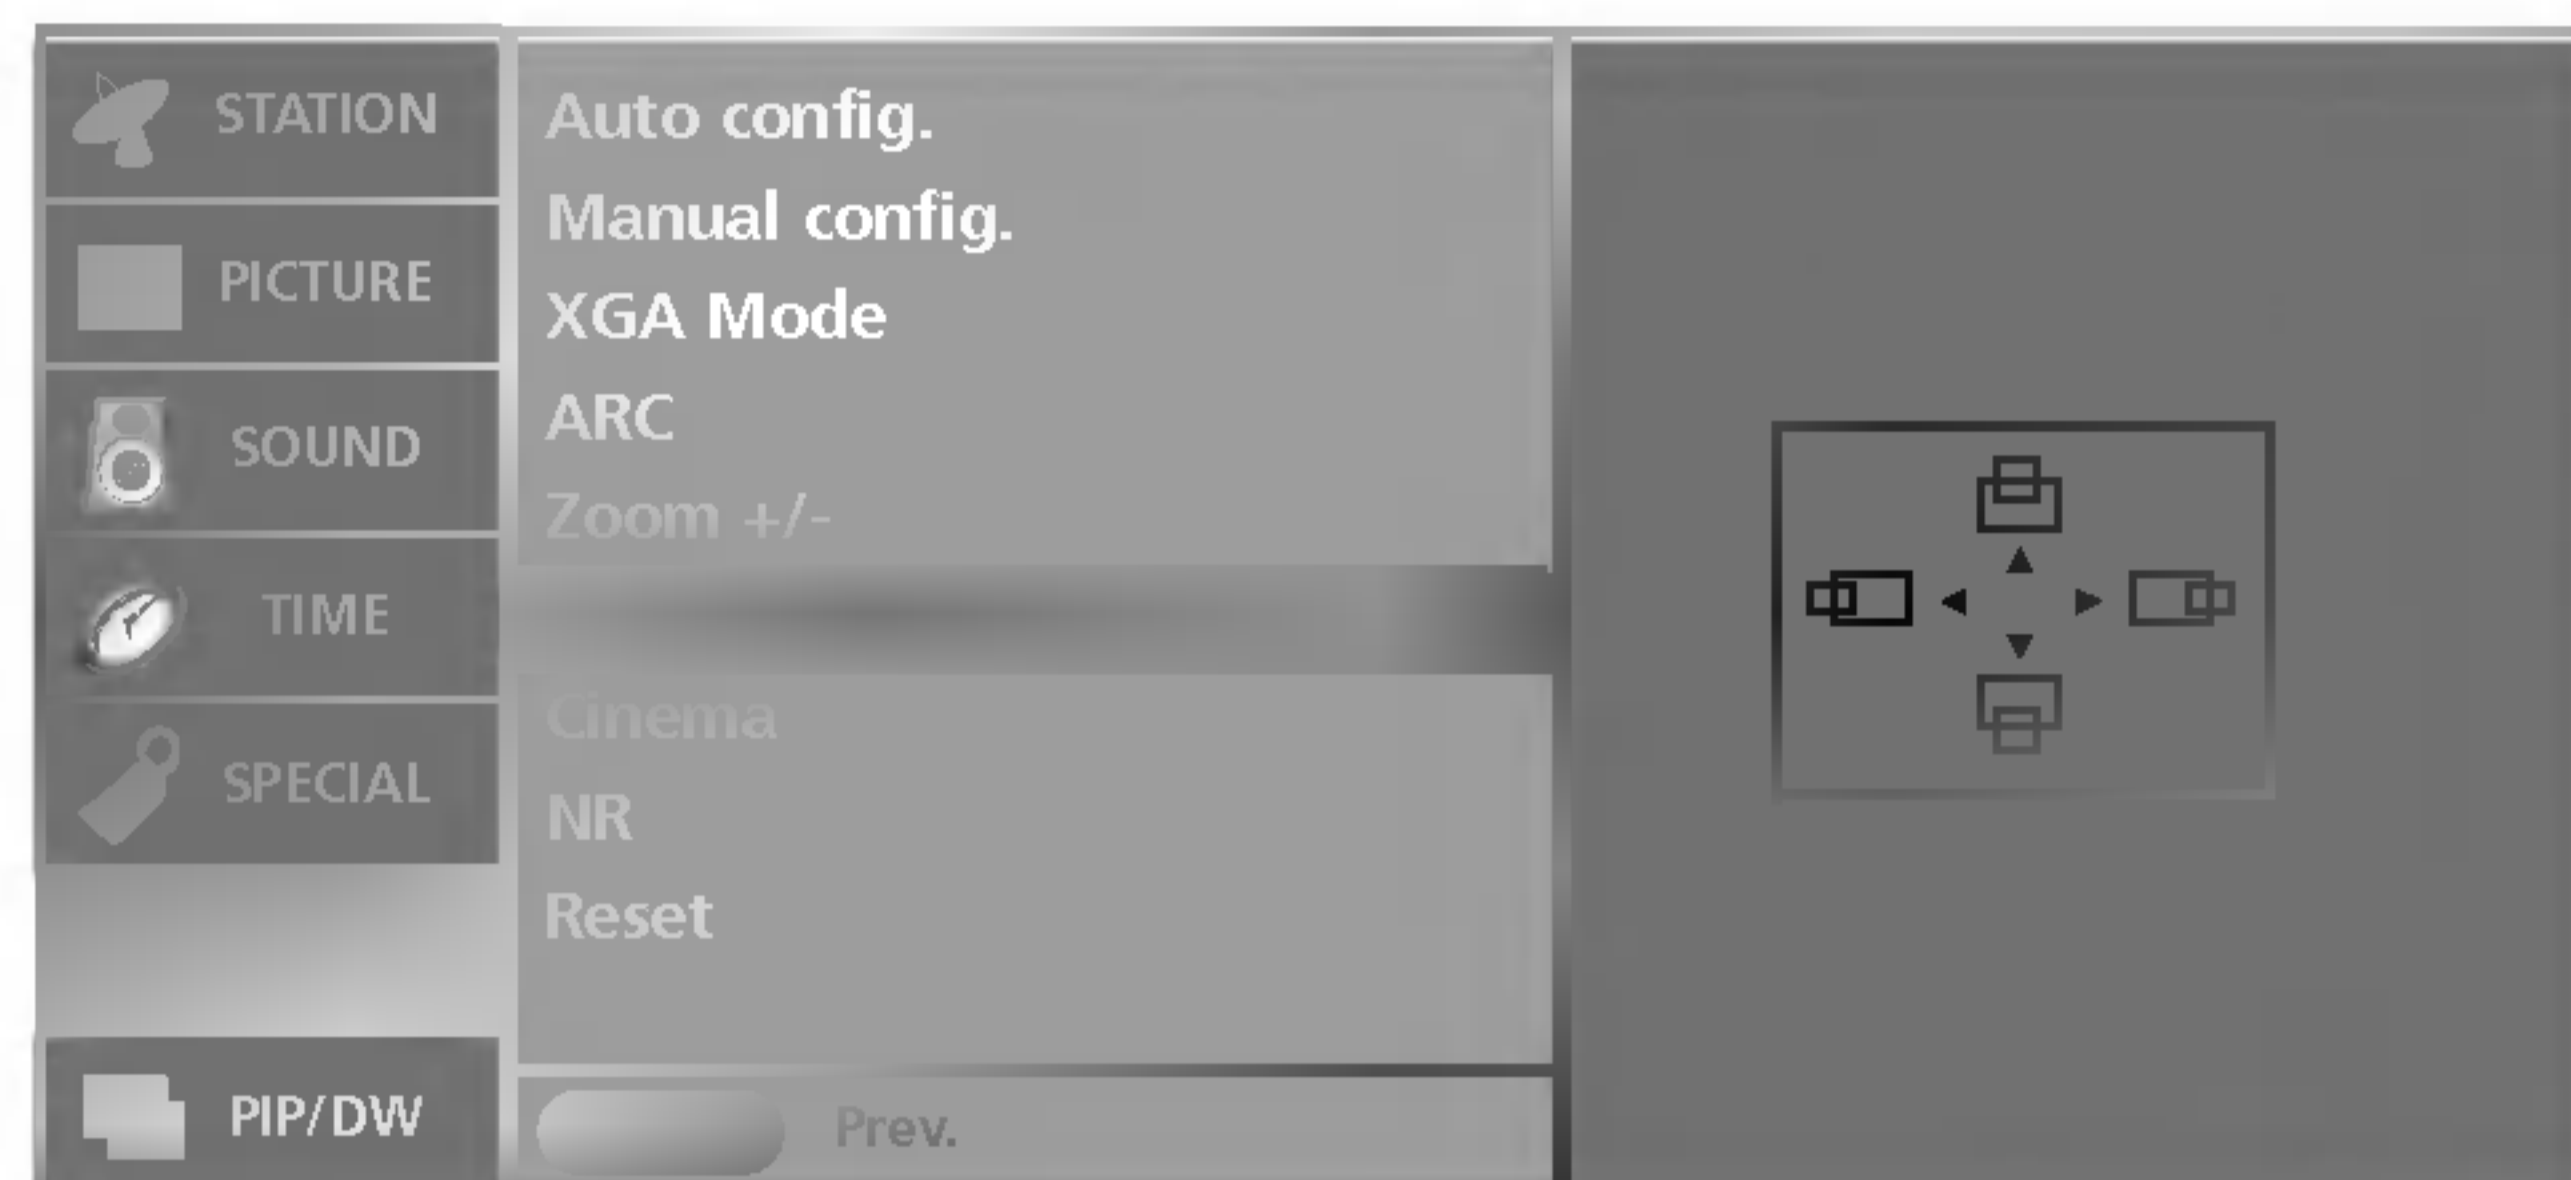 STATION
PICTURE
SOUND
TIME
SPECIAL
PIP/DW
Auto config.
Manual config.
XGA Mode
ARC
Zoom +/-
Cinema
NR
Reset
Prev.